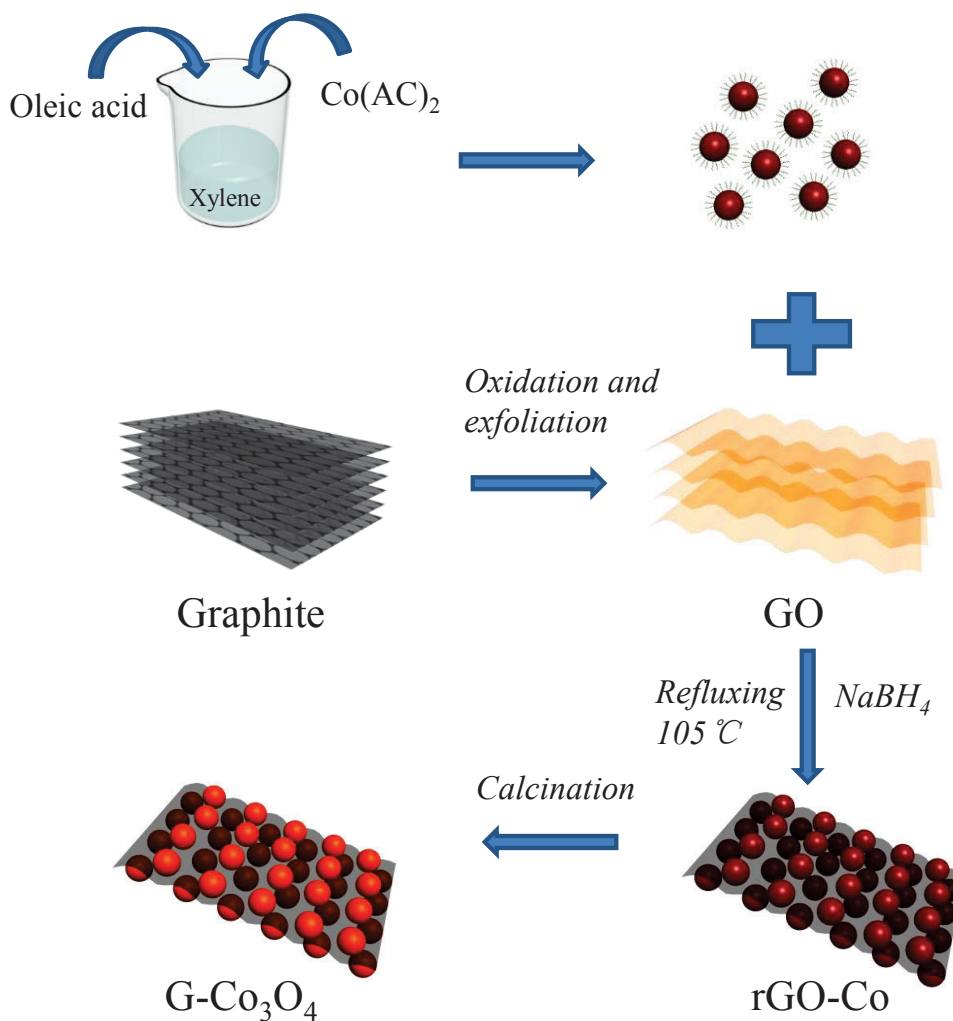 Oleic acid
Co(AC)₂
Xylene
Oxidation and
exfoliation
Graphite
GO
Refluxing
105 ℃
NaBH₄
Calcination
G-Co₃O₄
rGO-Co